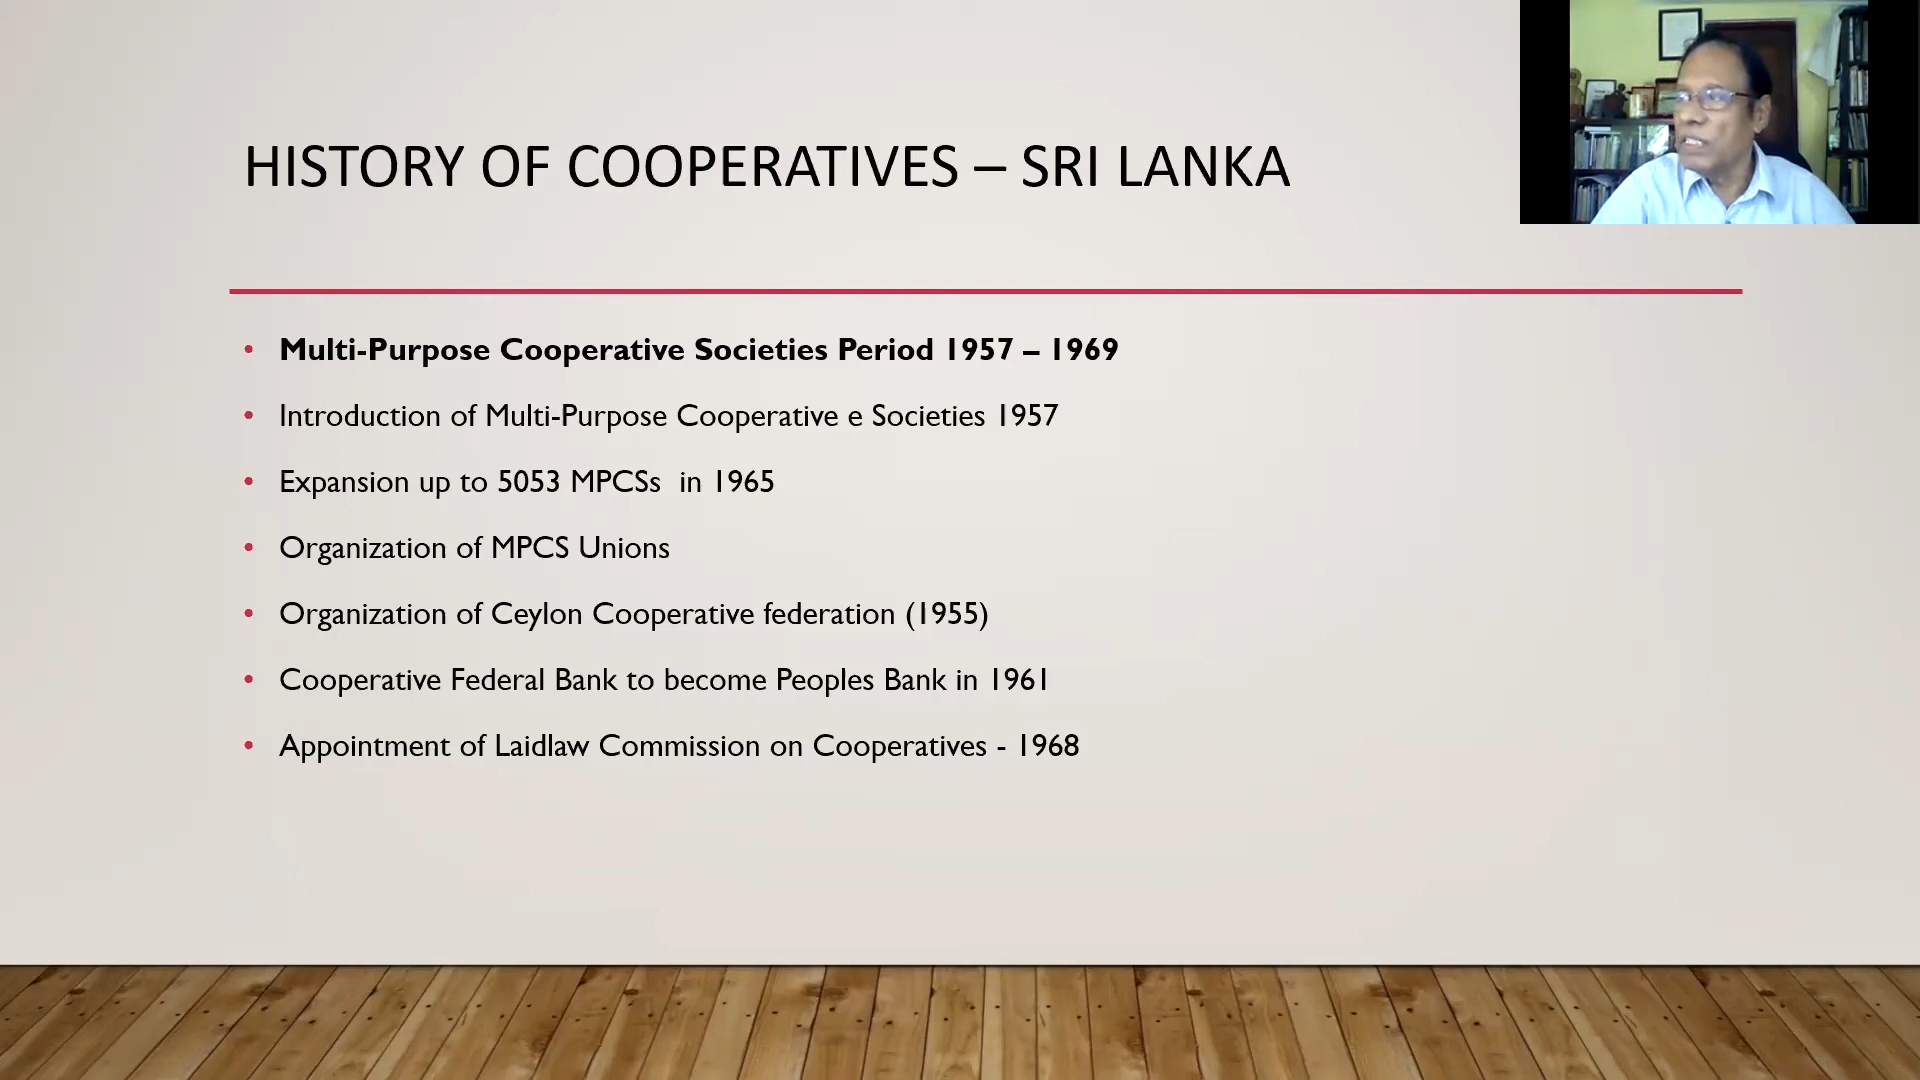 HISTORY OF COOPERATIVES – SRI LANKA
• Multi-Purpose Cooperative Societies Period 1957 – 1969
• Introduction of Multi-Purpose Cooperative e Societies 1957
• Expansion up to 5053 MPCSs  in 1965
• Organization of MPCS Unions
• Organization of Ceylon Cooperative federation (1955)
• Cooperative Federal Bank to become Peoples Bank in 1961
• Appointment of Laidlaw Commission on Cooperatives - 1968